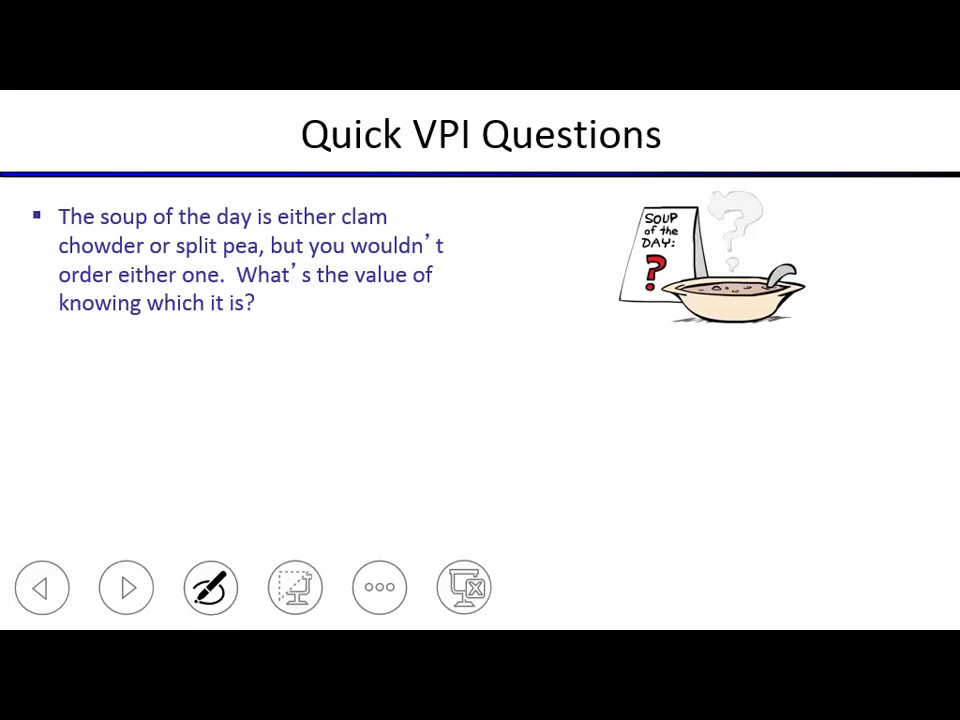 Quick VPI Questions
The soup of the day is either clam
chowder or split pea, but you wouldn’t
order either one. What’s the value of
knowing which it is?
SOUP
of the
DAY:
?
?